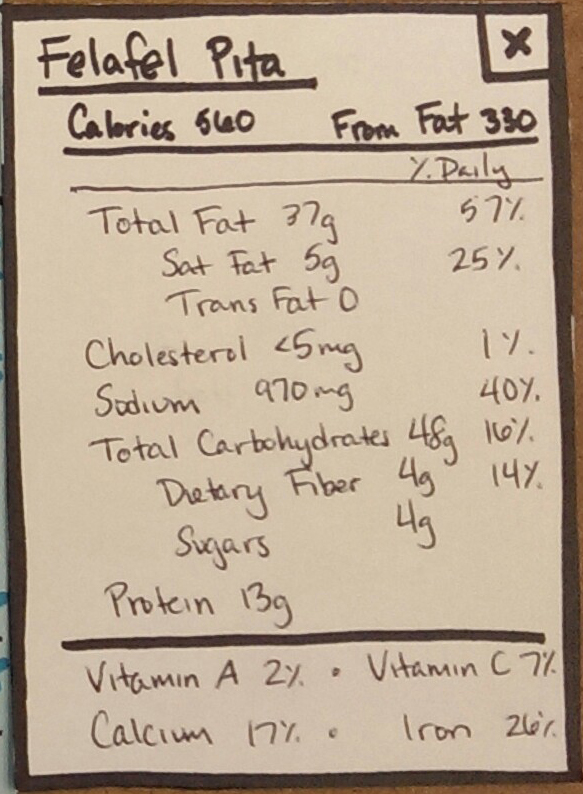 Felafel Pita
x
Calories 560 From Fat 330
% Daily
Total Fat 37g 57%
Sat Fat 5g 25%
Trans Fat 0
Cholesterol <5mg 1%
Sodium 970mg 40%
Total Carbohydrates 48g 16%
Dietary Fiber 4g 14%
Sugars 4g
Protein 13g
Vitamin A 2% • Vitamin C 7%
Calcium 17% • Iron 26%